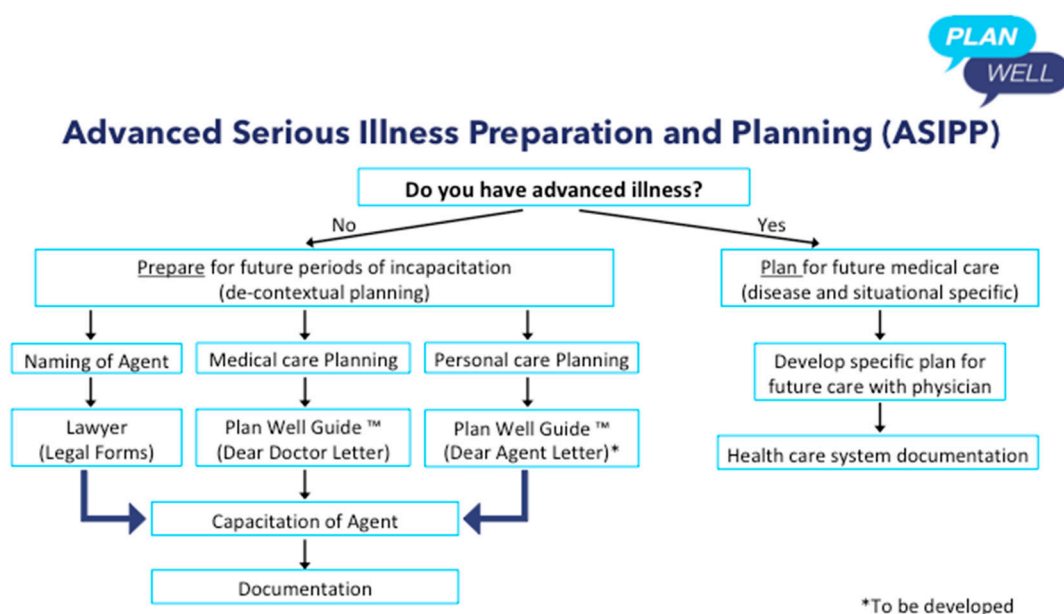 PLAN
WELL
Advanced Serious Illness Preparation and Planning (ASIPP)
Do you have advanced illness?
No
Yes
Prepare for future periods of incapacitation
(de-contextual planning)
Plan for future medical care
(disease and situational specific)
Naming of Agent
Medical care Planning
Personal care Planning
Develop specific plan for
future care with physician
Lawyer
(Legal Forms)
Plan Well Guide ™
(Dear Doctor Letter)
Plan Well Guide ™
(Dear Agent Letter)*
Health care system documentation
Capacitation of Agent
Documentation
*To be developed